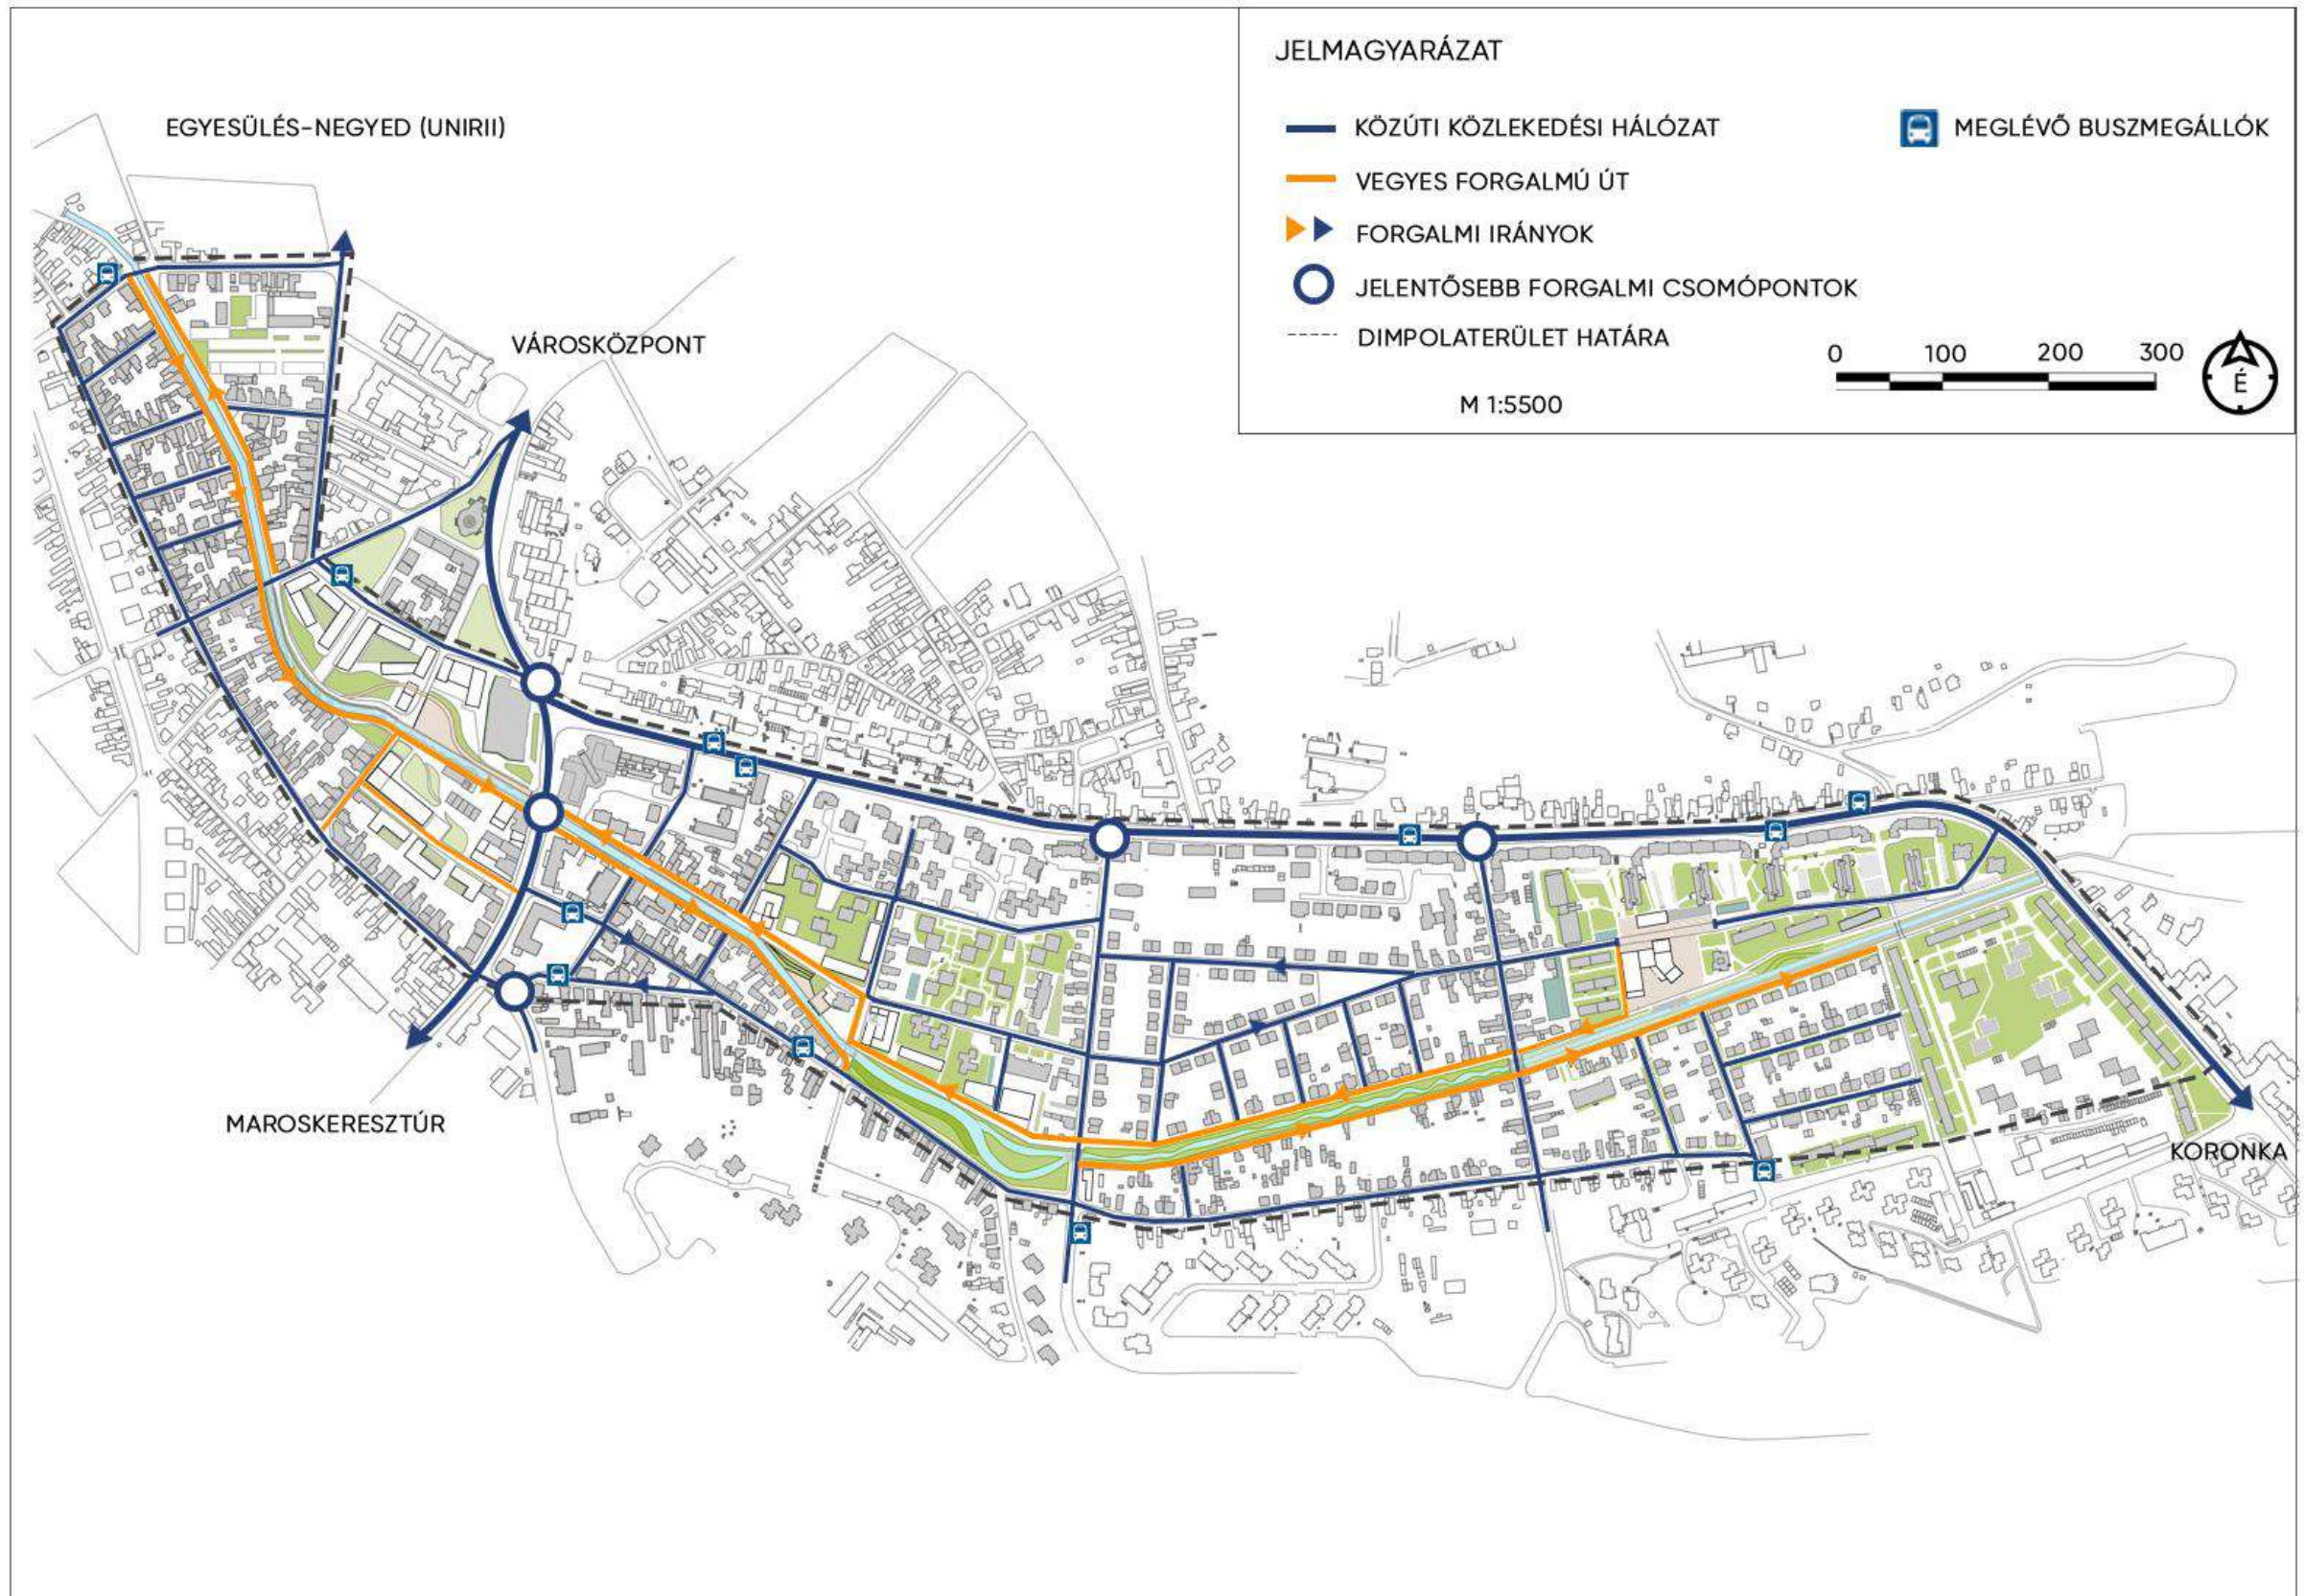 JELMAGYARÁZAT
KÖZÚTI KÖZLEKEDÉSI HÁLÓZAT
MEGLÉVŐ BUSZMEGÁLLÓK
VEGYES FORGALMÚ ÚT
FORGALMI IRÁNYOK
JELENTŐSEBB FORGALMI CSOMÓPONTOK
DIMPOLATERÜLET HATÁRA
0 100 200 300
É
M 1:5500
EGYESÜLÉS-NEGYED (UNIRII)
VÁROSKÖZPONT
MAROSKERESZTÚR
KORONKA